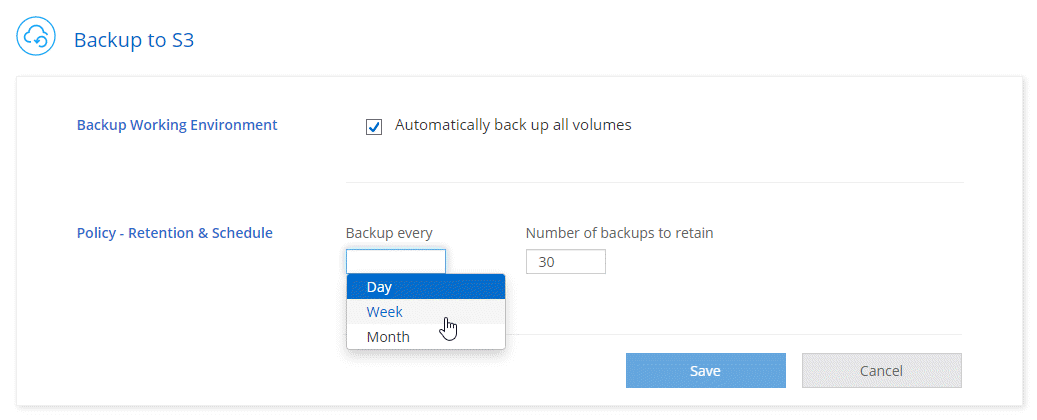 Backup to S3
Backup Working Environment
Automatically back up all volumes
Policy - Retention & Schedule
Backup every
Number of backups to retain
30
Day
Week
Month
Save
Cancel